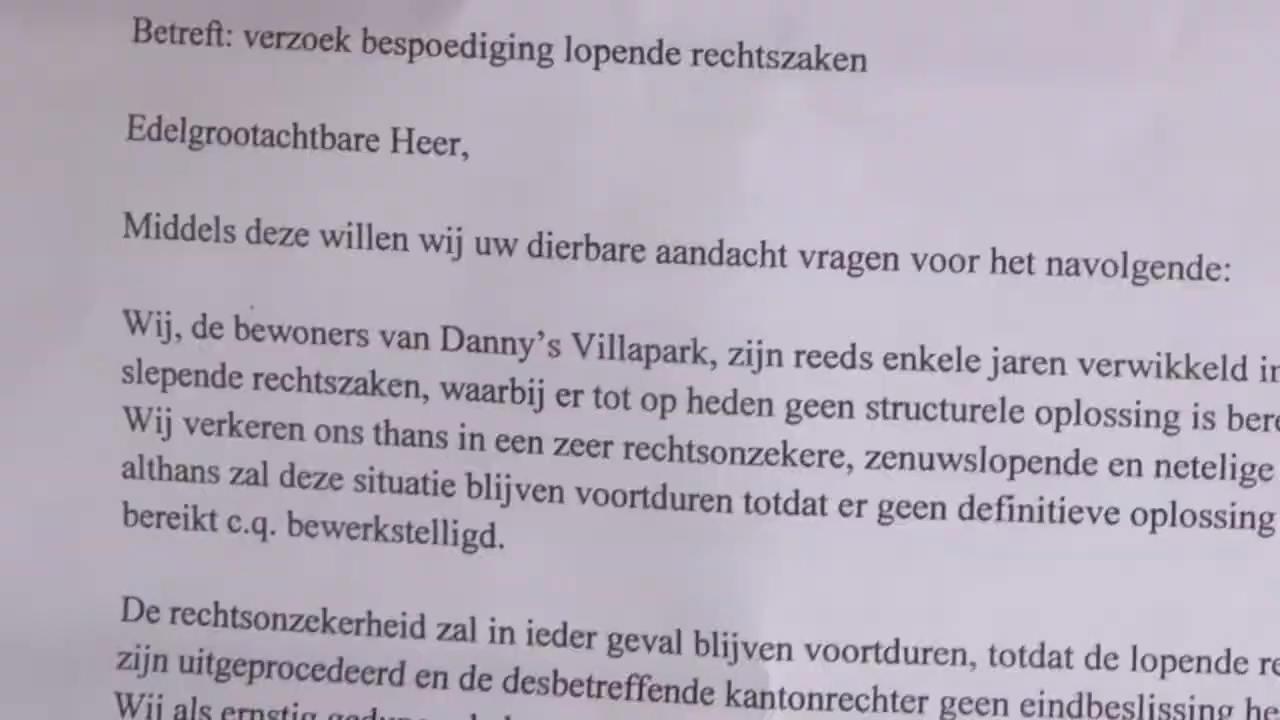 Betreft: verzoek bespoediging lopende rechtszaken
Edelgrootachtbare Heer,
Middels deze willen wij uw dierbare aandacht vragen voor het navolgende:
Wij, de bewoners van Danny's Villapark, zijn reeds enkele jaren verwikkeld
slepende rechtszaken, waarbij er tot op heden geen structurele oplossing is
Wij verkeren ons thans in een zeer rechtsonzekere, zenuwslopende en netelige
althans zal deze situatie blijven voortduren totdat er geen definitieve oplossing
bereikt c.q. bewerkstelligd.
De rechtsonzekerheid zal in ieder geval blijven voortduren, totdat de lopende
zijn uitgeprocedeerd en de desbetreffende kantonrechter geen eindbeslissing
Wij als ernstig